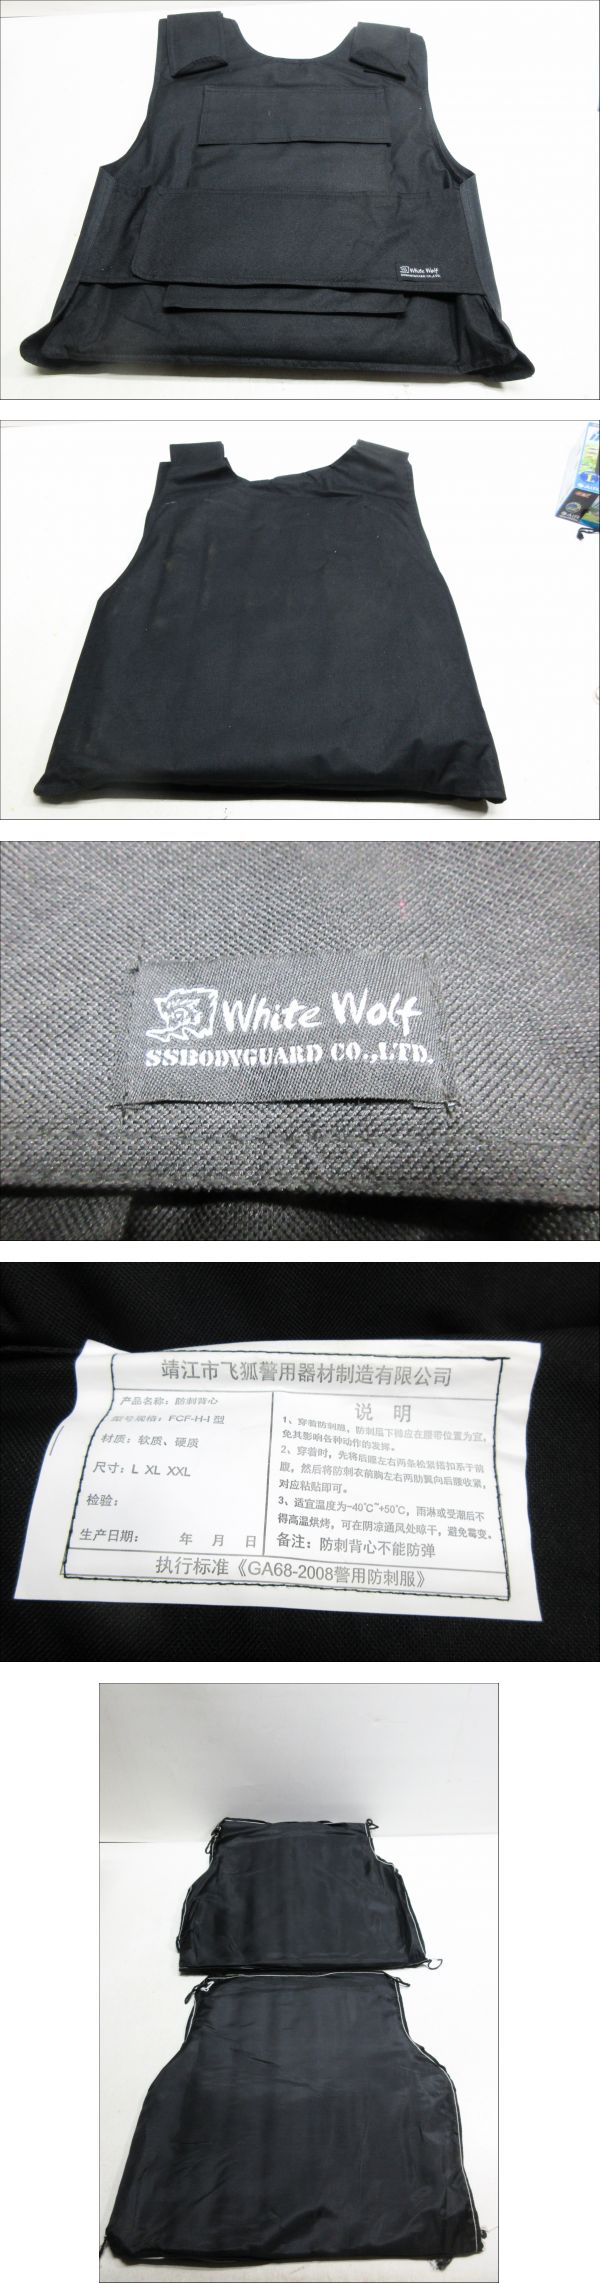 White Wolf
SSBODYGUARD CO.,LTD.
White Wolf
SSBODYGUARD CO.,LTD.
靖江市飞狐警用器材制造有限公司
产品名称：防刺背心
型号规格：FCF-H-I 型
材质：软质、硬质
尺寸：L XL XXL
检验：
生产日期： 年 月 日
说 明
1、穿着防刺服，防刺服下摆应在腰带位置为宜，
免其影响各种动作的发挥。
2、穿着时，先将后腰左右两条松紧搭扣系于前
腹，然后将防刺衣前胸左右两肋翼向后腰收紧，
对应粘贴即可。
3、适宜温度为-40℃~+50℃，雨淋或受潮后不
得高温烘烤，可在阴凉通风处晾干，避免霉变。
备注：防刺背心不能防弹
执行标准《GA68-2008警用防刺服》